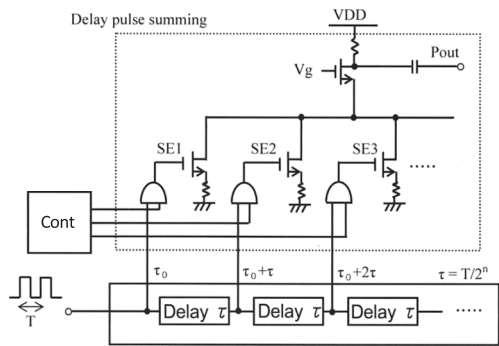 Delay pulse summing
VDD
Pout
Vg
SE1
SE2
SE3
.....
Cont
τ₀
τ₀+τ
τ₀+2τ
τ = T/2ⁿ
T
Delay τ
Delay τ
Delay τ
.....